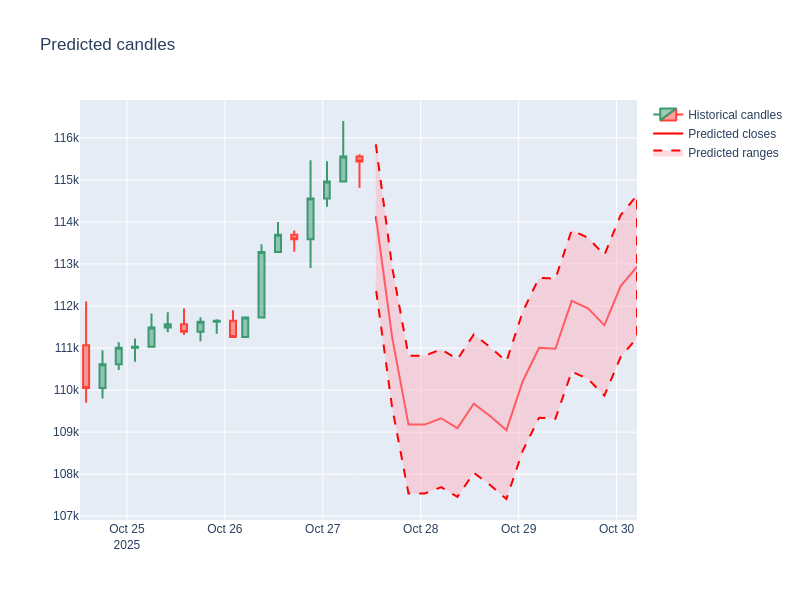 Predicted candles
Historical candles
Predicted closes
Predicted ranges
116k
115k
114k
113k
112k
111k
110k
109k
108k
107k
Oct 25
2025
Oct 26
Oct 27
Oct 28
Oct 29
Oct 30